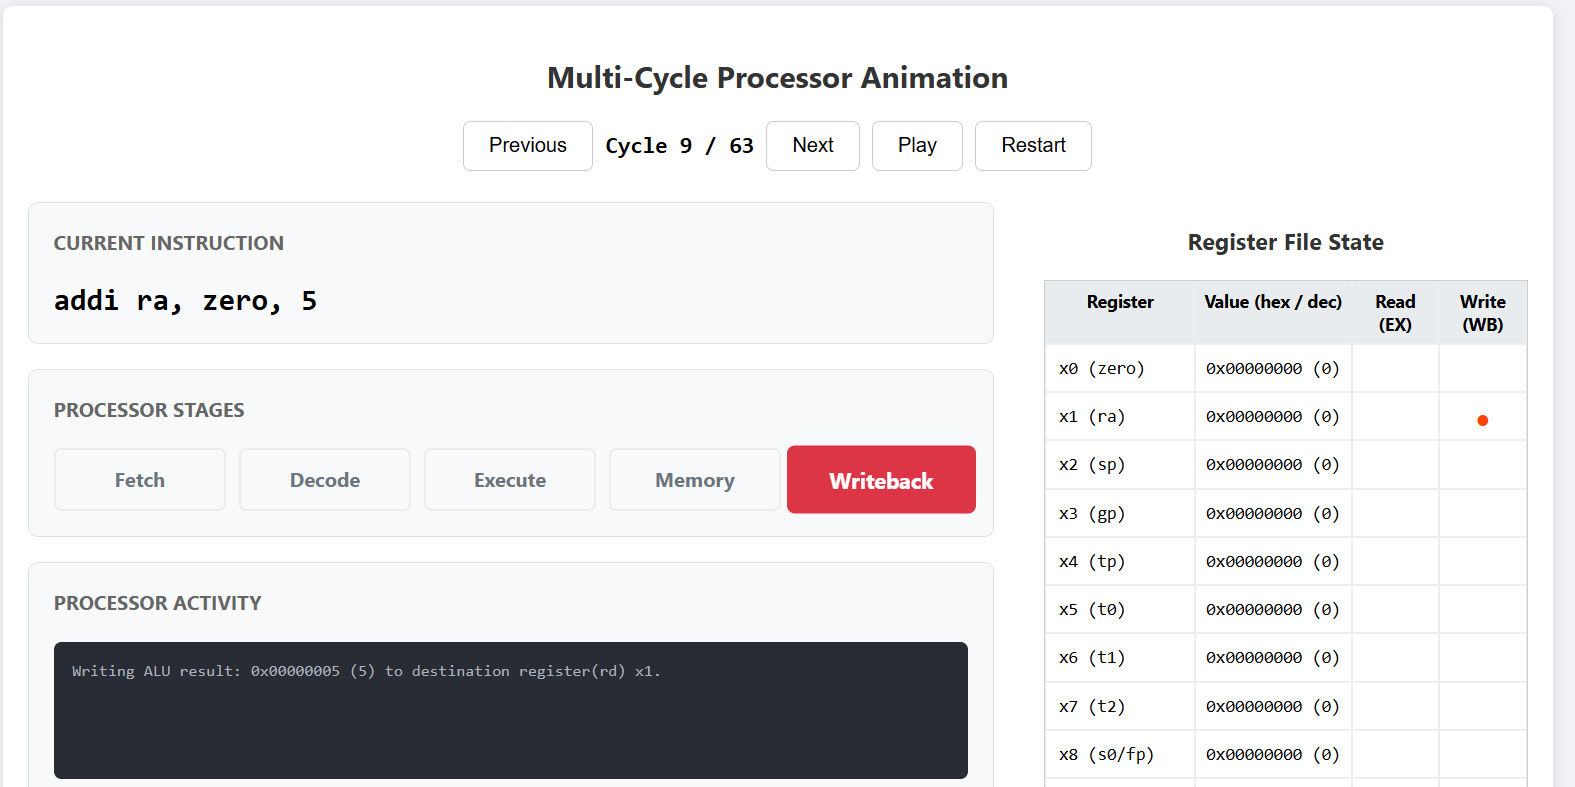 Multi-Cycle Processor Animation
Previous Cycle 9 / 63 Next Play Restart
CURRENT INSTRUCTION
addi ra, zero, 5
PROCESSOR STAGES
Fetch Decode Execute Memory Writeback
PROCESSOR ACTIVITY
Writing ALU result: 0x00000005 (5) to destination register(rd) x1.
Register File State
Register Value (hex / dec) Read (EX) Write (WB)
x0 (zero) 0x00000000 (0)
x1 (ra) 0x00000000 (0)
x2 (sp) 0x00000000 (0)
x3 (gp) 0x00000000 (0)
x4 (tp) 0x00000000 (0)
x5 (t0) 0x00000000 (0)
x6 (t1) 0x00000000 (0)
x7 (t2) 0x00000000 (0)
x8 (s0/fp) 0x00000000 (0)